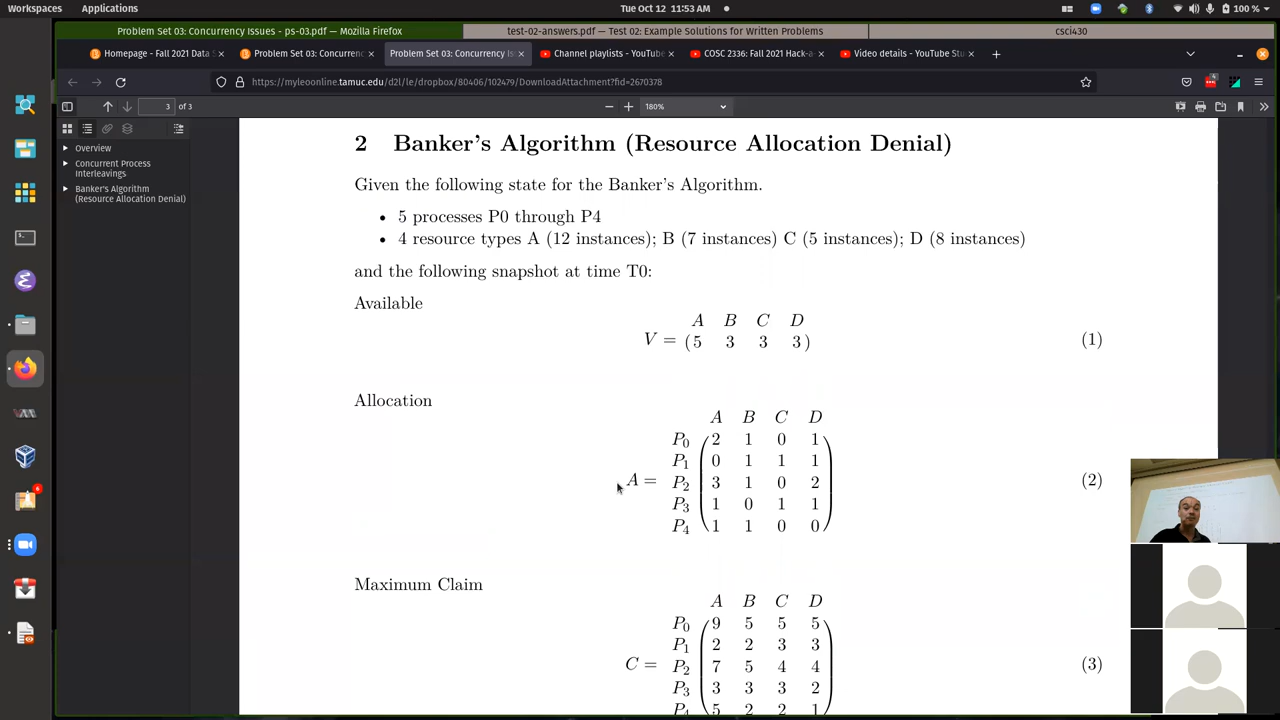 Workspaces Applications Tue Oct 12 11:53 AM 100 %
Problem Set 03: Concurrency Issues - ps-03.pdf — Mozilla Firefox test-02-answers.pdf — Test 02: Example Solutions for Written Problems csci430
Homepage - Fall 2021 Data S Problem Set 03: Concurrenc Problem Set 03: Concurrency Is Channel playlists - YouTube COSC 2336: Fall 2021 Hack-a Video details - YouTube Stu
https://myleoonline.tamuc.edu/d2l/le/dropbox/80406/102479/DownloadAttachment?fid=2670378
3 of 3 180%
Overview
Concurrent Process
Interleavings
Banker's Algorithm
(Resource Allocation Denial)
2 Banker's Algorithm (Resource Allocation Denial)
Given the following state for the Banker's Algorithm.
• 5 processes P0 through P4
• 4 resource types A (12 instances); B (7 instances) C (5 instances); D (8 instances)
and the following snapshot at time T0:
Available
A B C D
V = (5 3 3 3) (1)
Allocation
A B C D
P0 2 1 0 1
P1 0 1 1 1
A = P2 3 1 0 2 (2)
P3 1 0 1 1
P4 1 1 0 0
Maximum Claim
A B C D
P0 9 5 5 5
P1 2 2 3 3
C = P2 7 5 4 4 (3)
P3 3 3 3 2
P4 5 2 2 1